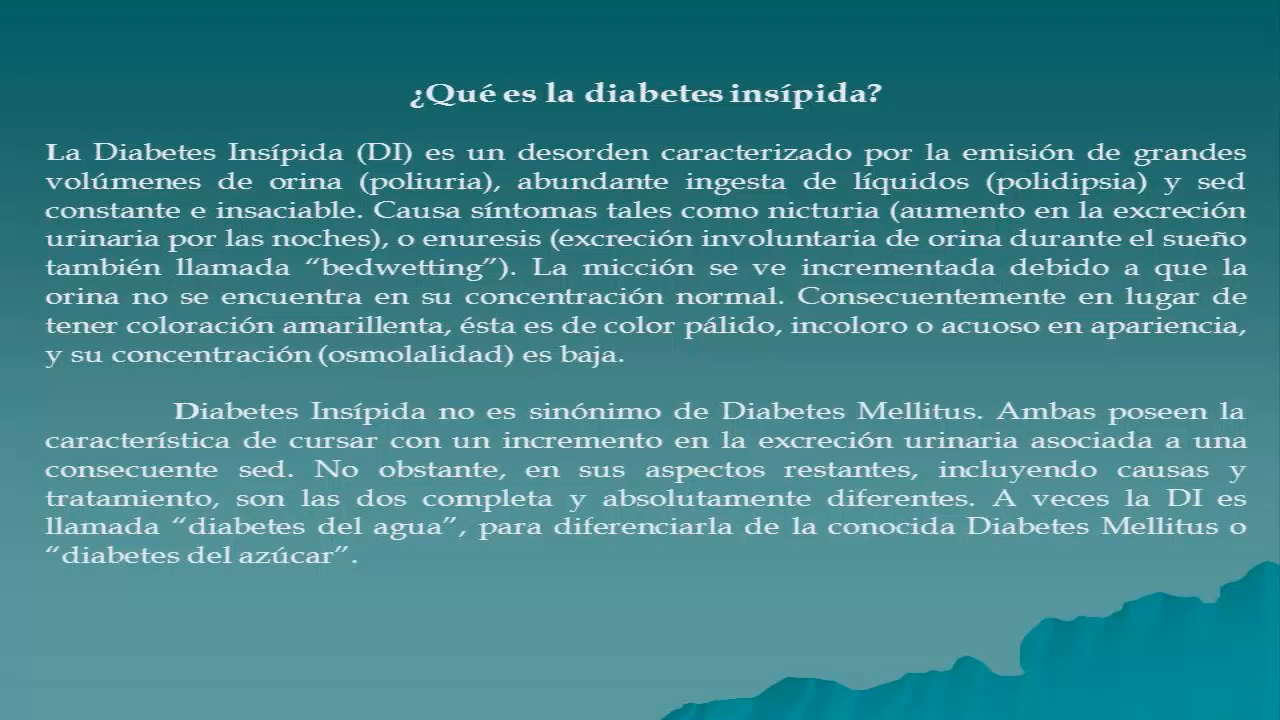 ¿Qué es la diabetes insípida?
La Diabetes Insípida (DI) es un desorden caracterizado por la emisión de grandes
volúmenes de orina (poliuria), abundante ingesta de líquidos (polidipsia) y sed
constante e insaciable. Causa síntomas tales como nicturia (aumento en la excreción
urinaria por las noches), o enuresis (excreción involuntaria de orina durante el sueño
también llamada “bedwetting”). La micción se ve incrementada debido a que la
orina no se encuentra en su concentración normal. Consecuentemente en lugar de
tener coloración amarillenta, ésta es de color pálido, incoloro o acuoso en apariencia,
y su concentración (osmolalidad) es baja.
Diabetes Insípida no es sinónimo de Diabetes Mellitus. Ambas poseen la
característica de cursar con un incremento en la excreción urinaria asociada a una
consecuente sed. No obstante, en sus aspectos restantes, incluyendo causas y
tratamiento, son las dos completa y absolutamente diferentes. A veces la DI es
llamada “diabetes del agua”, para diferenciarla de la conocida Diabetes Mellitus o
“diabetes del azúcar”.